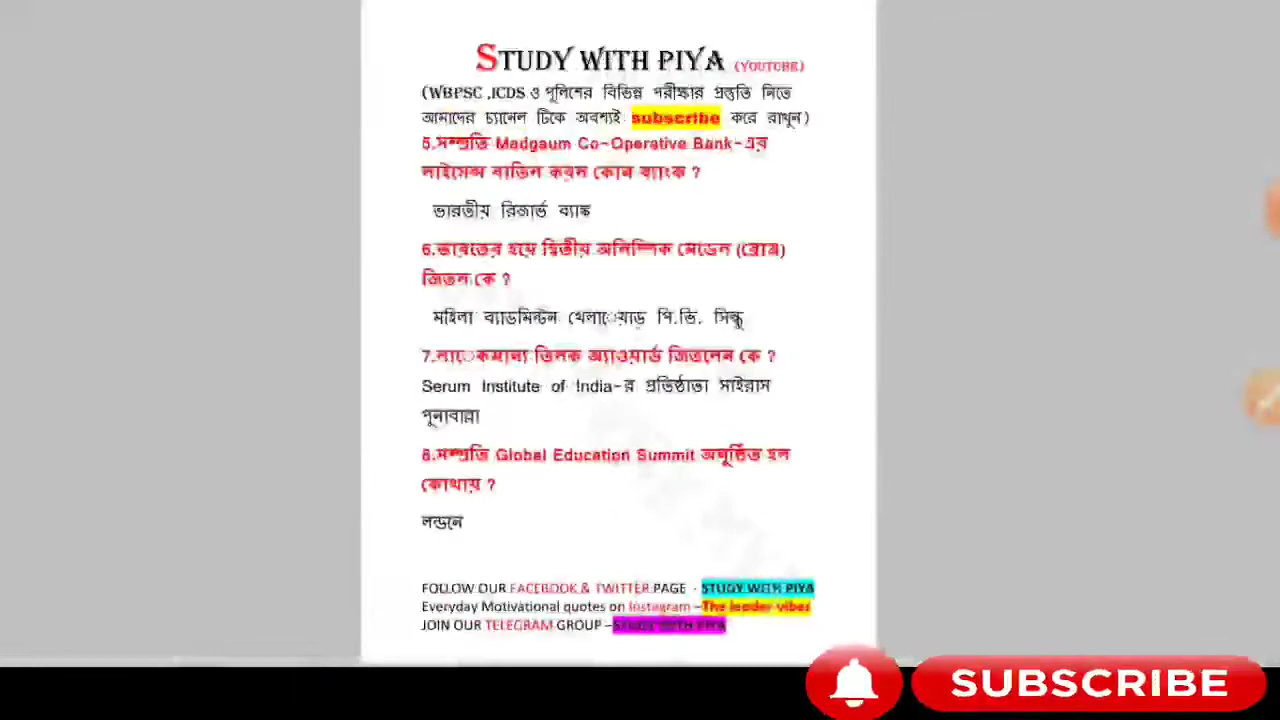 STUDY WITH PIYA (YOUTUBE)
(WBPSC ,ICDS ও পুলিশের বিভিন্ন পরীক্ষার প্রস্তুতি নিতে
আমাদের চ্যানেল টিকে অবশ্যই subscribe করে রাখুন)
5.সম্প্রতি Madgaum Co-Operative Bank-এর
লাইসেন্স বাতিল করল কোন ব্যাংক ?
ভারতীয় রিজার্ভ ব্যাঙ্ক
6.ভারতের হয়ে দ্বিতীয় অলিম্পিক মেডেল (ব্রোঞ্জ)
জিতল কে ?
মহিলা ব্যাডমিন্টন খেলোয়াড় পি.ভি. সিন্ধু
7.লোকমান্য তিলক অ্যাওয়ার্ড জিতলেন কে ?
Serum Institute of India-র প্রতিষ্ঠাতা সাইরাস
পুনাবাল্লা
8.সম্প্রতি Global Education Summit অনুষ্ঠিত হল
কোথায় ?
লন্ডনে
FOLLOW OUR FACEBOOK & TWITTER PAGE - STUDY WITH PIYA
Everyday Motivational quotes on Instagram –The leader vibes
JOIN OUR TELEGRAM GROUP –STUDY WITH PIYA
SUBSCRIBE